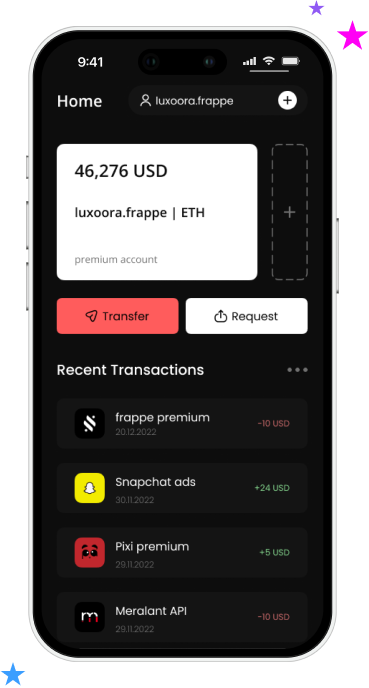 9:41
Home
luxoora.frappe
46,276 USD
luxoora.frappe | ETH
premium account
Transfer
Request
Recent Transactions
frappe premium
20.12.2022
-10 USD
Snapchat ads
30.11.2022
+24 USD
Pixi premium
29.11.2022
+5 USD
Meralant API
29.11.2022
-10 USD